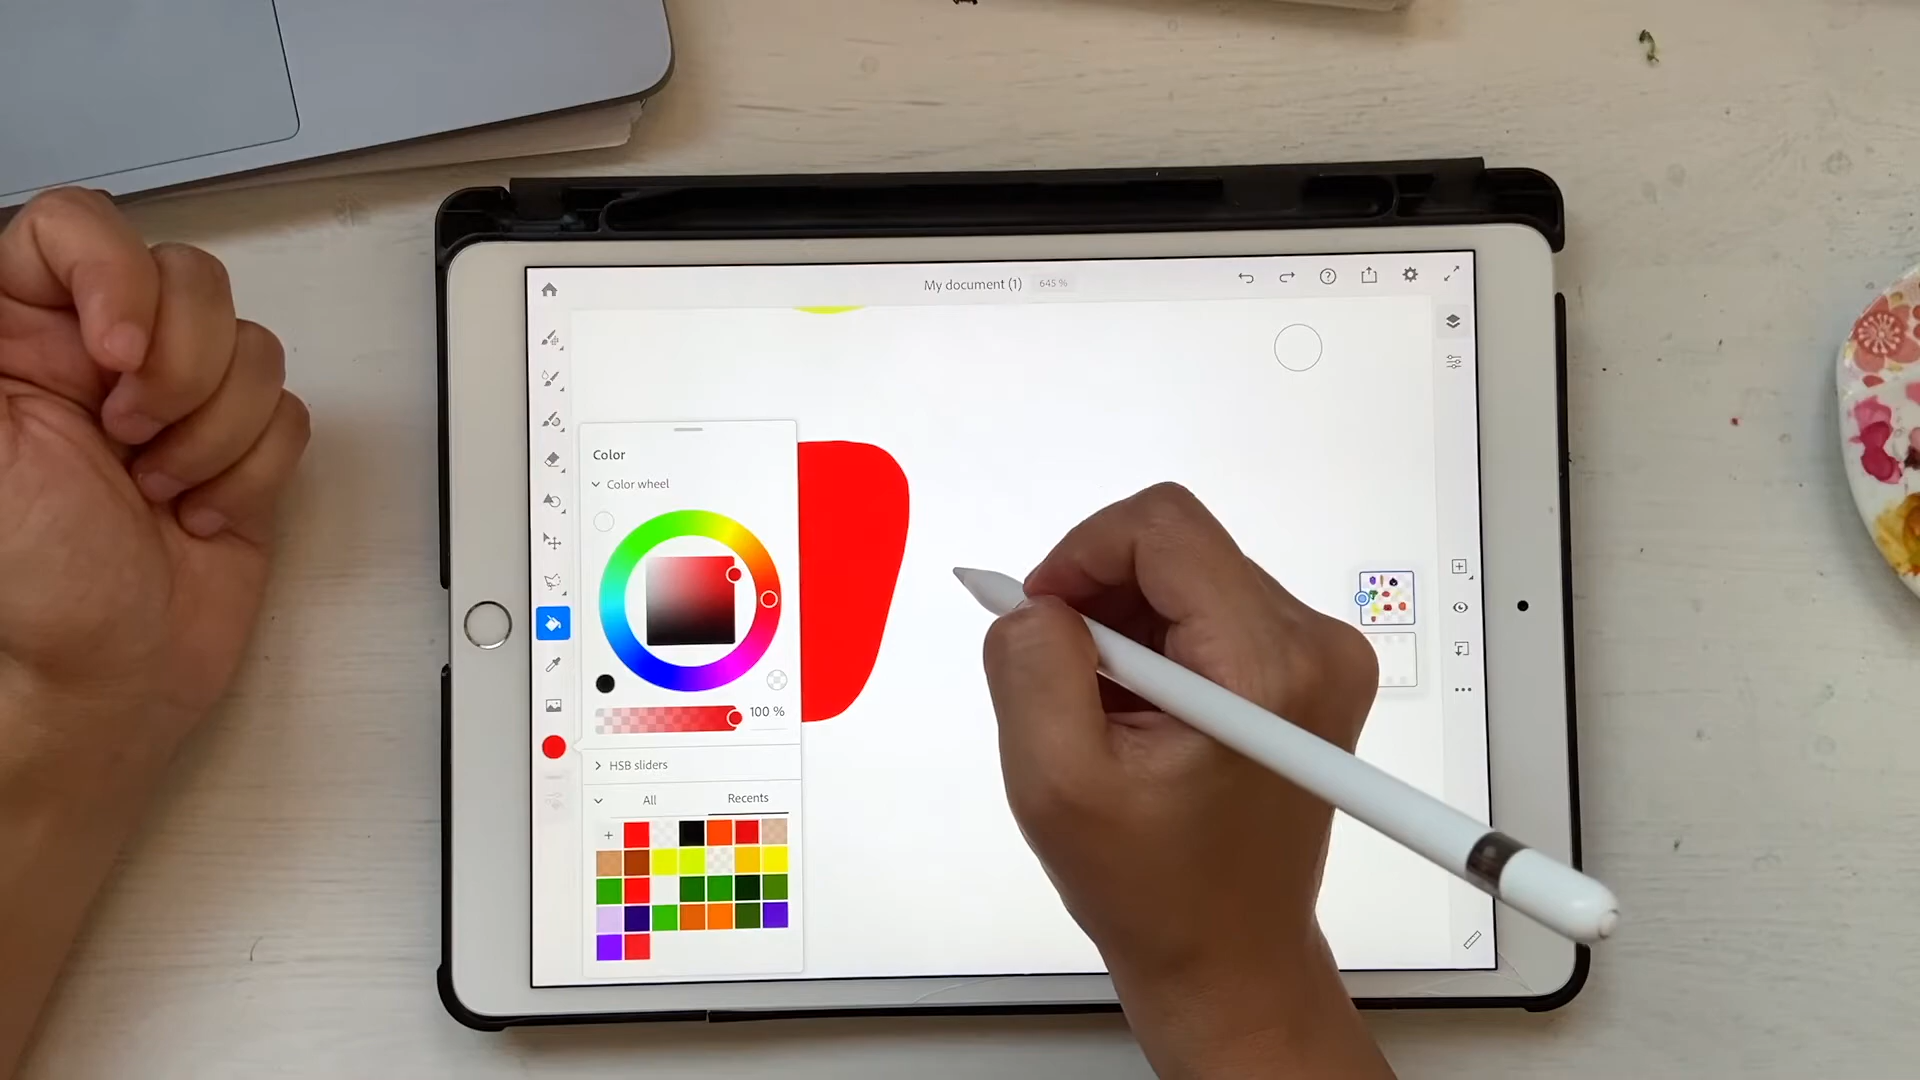 My document (1) 645 %
Color
Color wheel
100 %
HSB sliders
All Recents